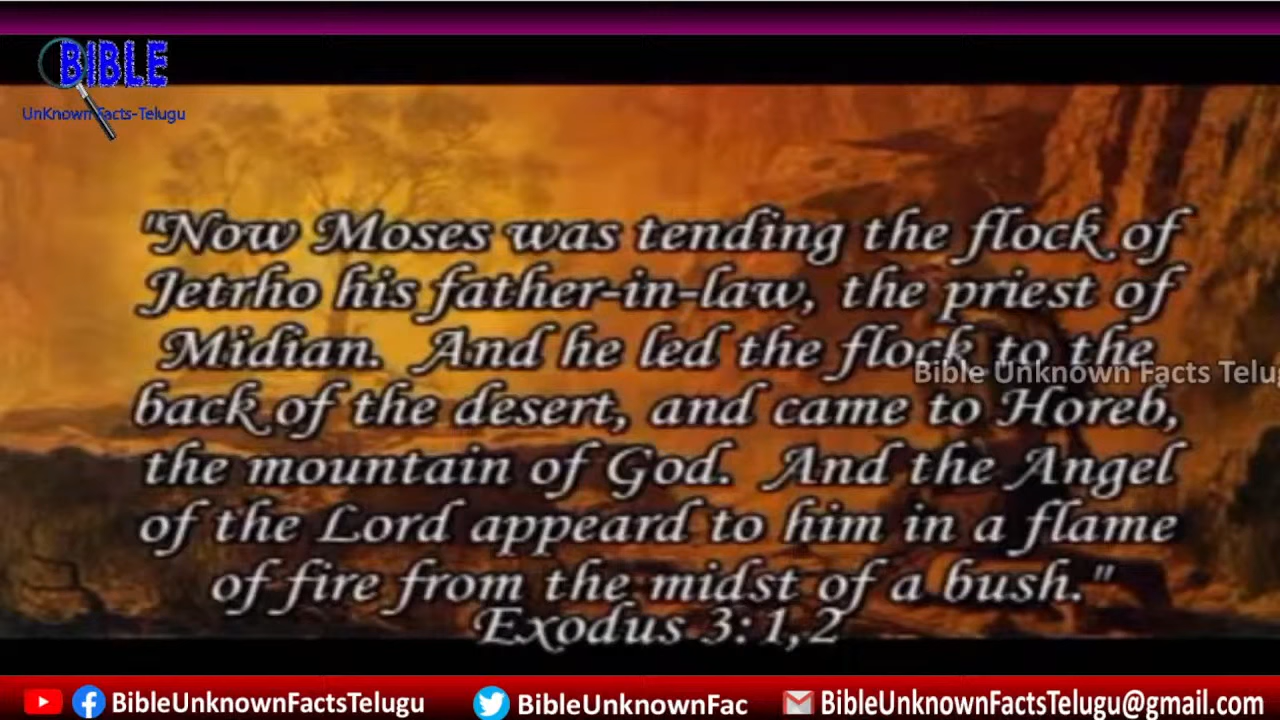 BIBLE
UnKnown Facts-Telugu
"Now Moses was tending the flock of
Jetrho his father-in-law, the priest of
Midian. And he led the flock to the
Bible Unknown Facts Telu
back of the desert, and came to Horeb,
the mountain of God. And the Angel
of the Lord appeard to him in a flame
of fire from the midst of a bush."
Exodus 3:1,2
BibleUnknownFactsTelugu
BibleUnknownFac
BibleUnknownFactsTelugu@gmail.com